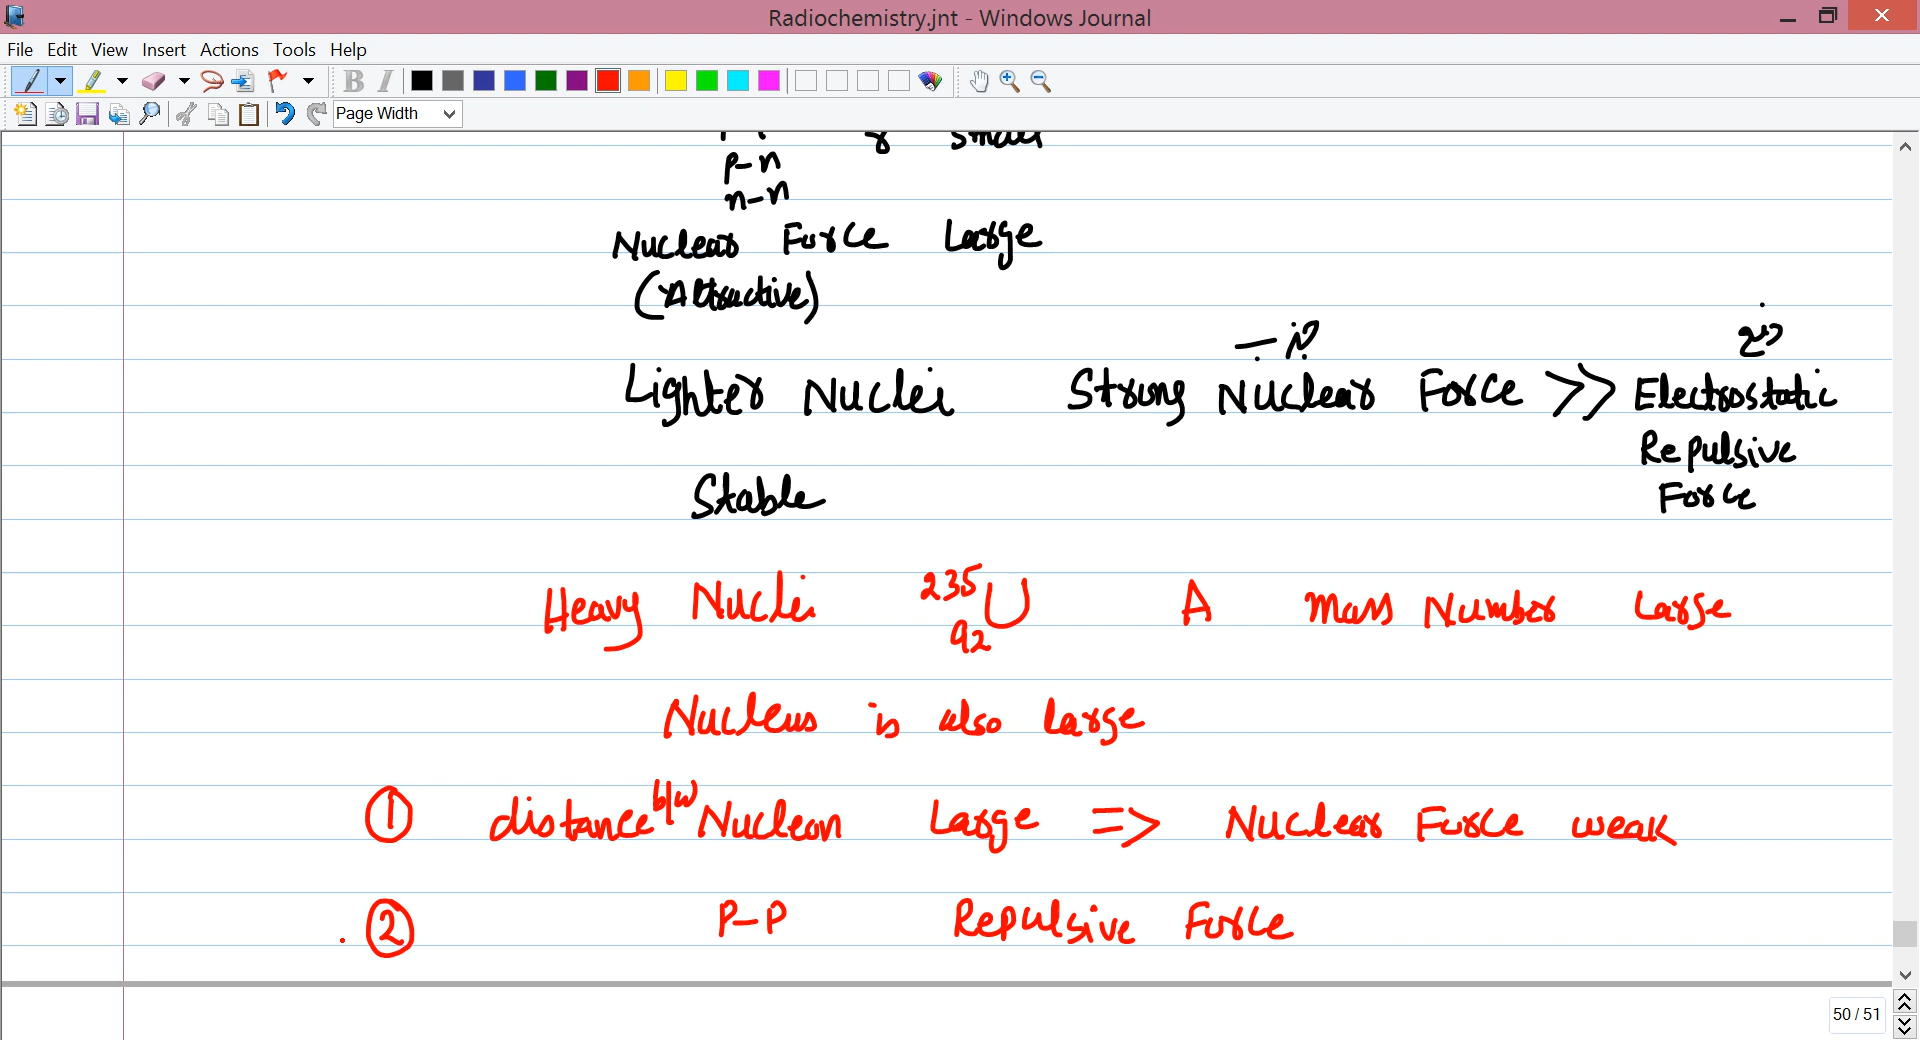 Radiochemistry.jnt - Windows Journal
File Edit View Insert Actions Tools Help
B I
Page Width
r small
p-n
n-n
Nuclear Force Large
(Attractive)
Lighter Nuclei Strong Nuclear Force >> Electrostatic
Repulsive
Force
Stable
Heavy Nuclei 235 U 92 A Mass Number Large
Nucleus is also Large
① distance b/w Nucleon Large => Nuclear Force weak
② P-P Repulsive Force
50 / 51